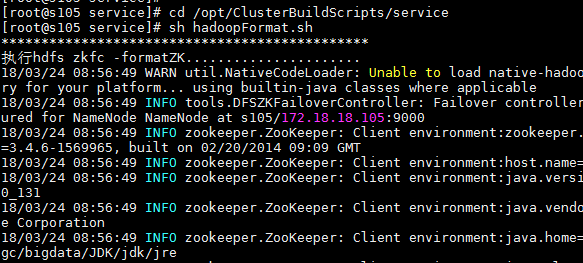 [root@s105 service]# cd /opt/ClusterBuildScripts/service
[root@s105 service]# sh hadoopFormat.sh
***********************************************
执行hdfs zkfc -formatZK......................
18/03/24 08:56:49 WARN util.NativeCodeLoader: Unable to load native-hadoo
ry for your platform... using builtin-java classes where applicable
18/03/24 08:56:49 INFO tools.DFSZKFailoverController: Failover controller
ured for NameNode NameNode at s105/172.18.18.105:9000
18/03/24 08:56:49 INFO zookeeper.ZooKeeper: Client environment:zookeeper.
=3.4.6-1569965, built on 02/20/2014 09:09 GMT
18/03/24 08:56:49 INFO zookeeper.ZooKeeper: Client environment:host.name=
18/03/24 08:56:49 INFO zookeeper.ZooKeeper: Client environment:java.versi
0_131
18/03/24 08:56:49 INFO zookeeper.ZooKeeper: Client environment:java.vendo
e Corporation
18/03/24 08:56:49 INFO zookeeper.ZooKeeper: Client environment:java.home=
gc/bigdata/JDK/jdk/jre